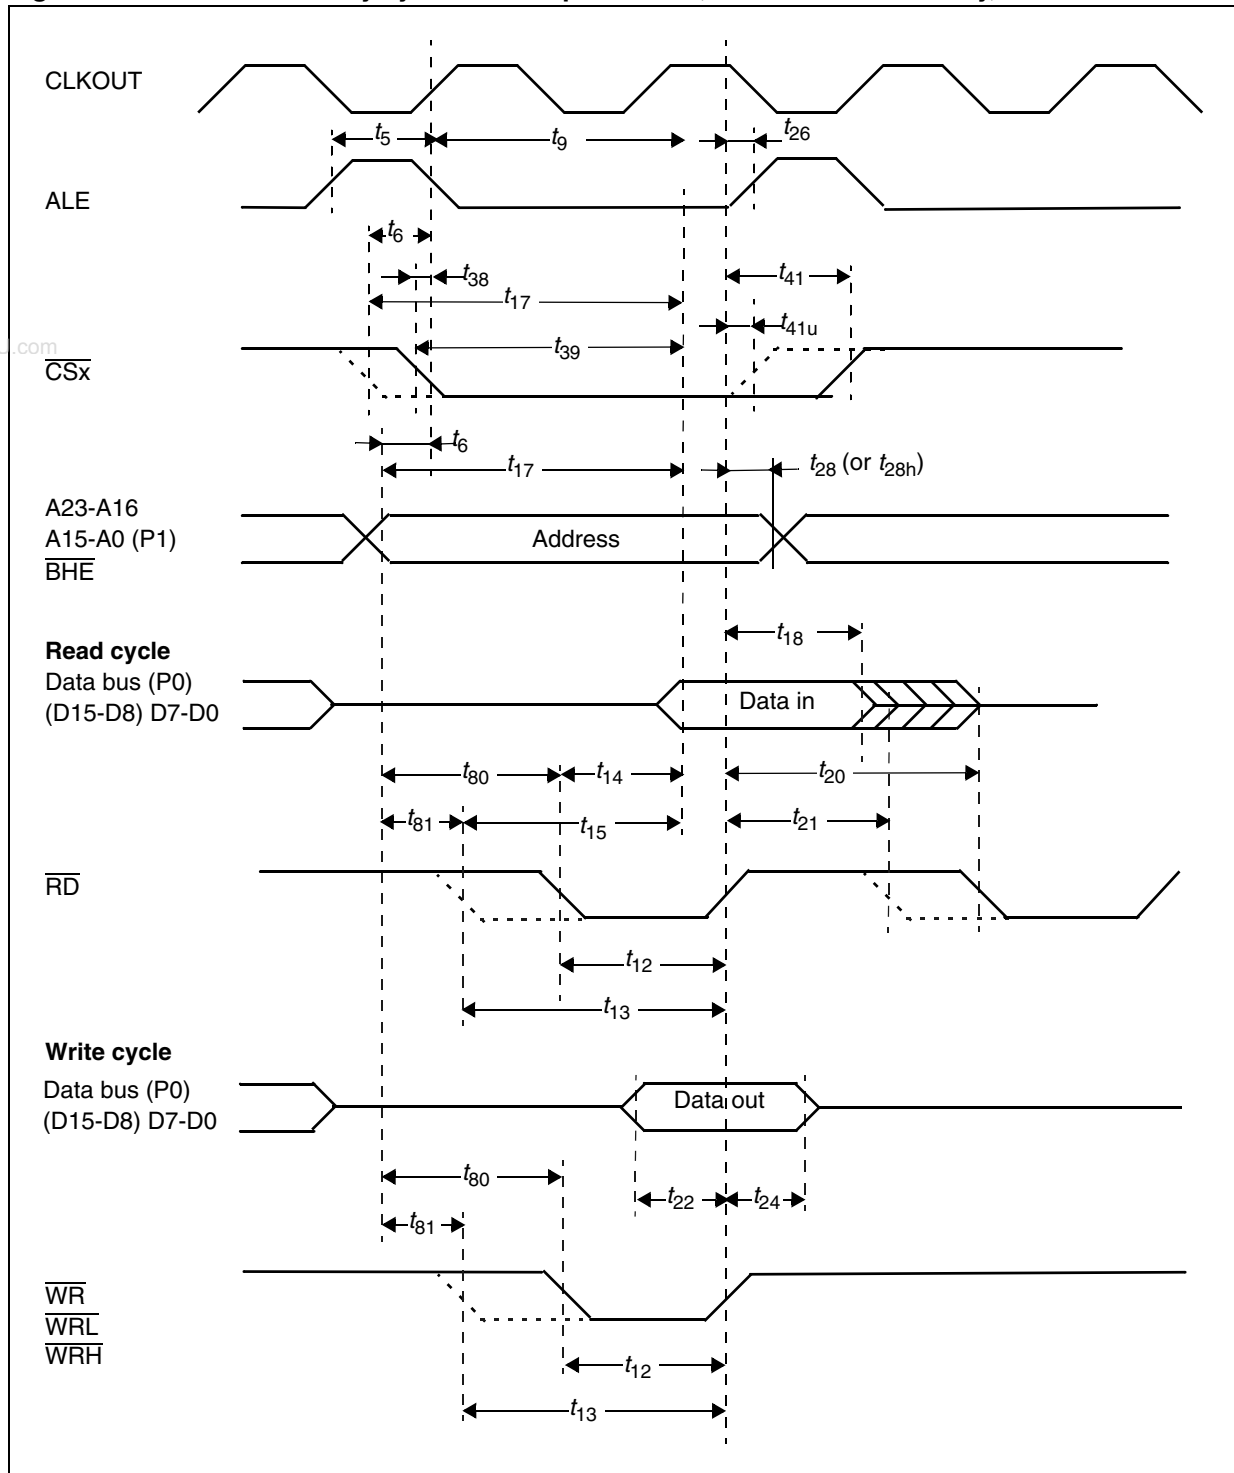 CLKOUT
t5
t9
t26
ALE
t6
t38
t41
t17
t41u
t39
CSx
t6
t17
t28 (or t28h)
A23-A16
A15-A0 (P1)
Address
BHE
t18
Read cycle
Data bus (P0)
Data in
(D15-D8) D7-D0
t80
t14
t20
t81
t15
t21
RD
t12
t13
Write cycle
Data bus (P0)
Data out
(D15-D8) D7-D0
t80
t22
t24
t81
WR
WRL
WRH
t12
t13